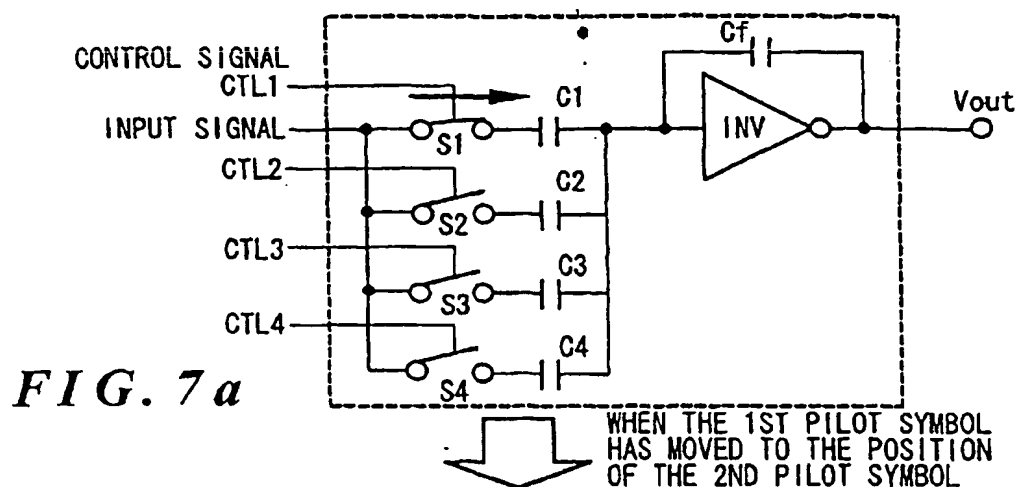 CONTROL SIGNAL
CTL1
INPUT SIGNAL
S1
C1
Cf
INV
Vout
CTL2
S2
C2
CTL3
S3
C3
CTL4
S4
C4
FIG. 7a
WHEN THE 1ST PILOT SYMBOL
HAS MOVED TO THE POSITION
OF THE 2ND PILOT SYMBOL